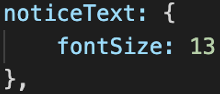 noticeText: {
    fontSize: 13
},